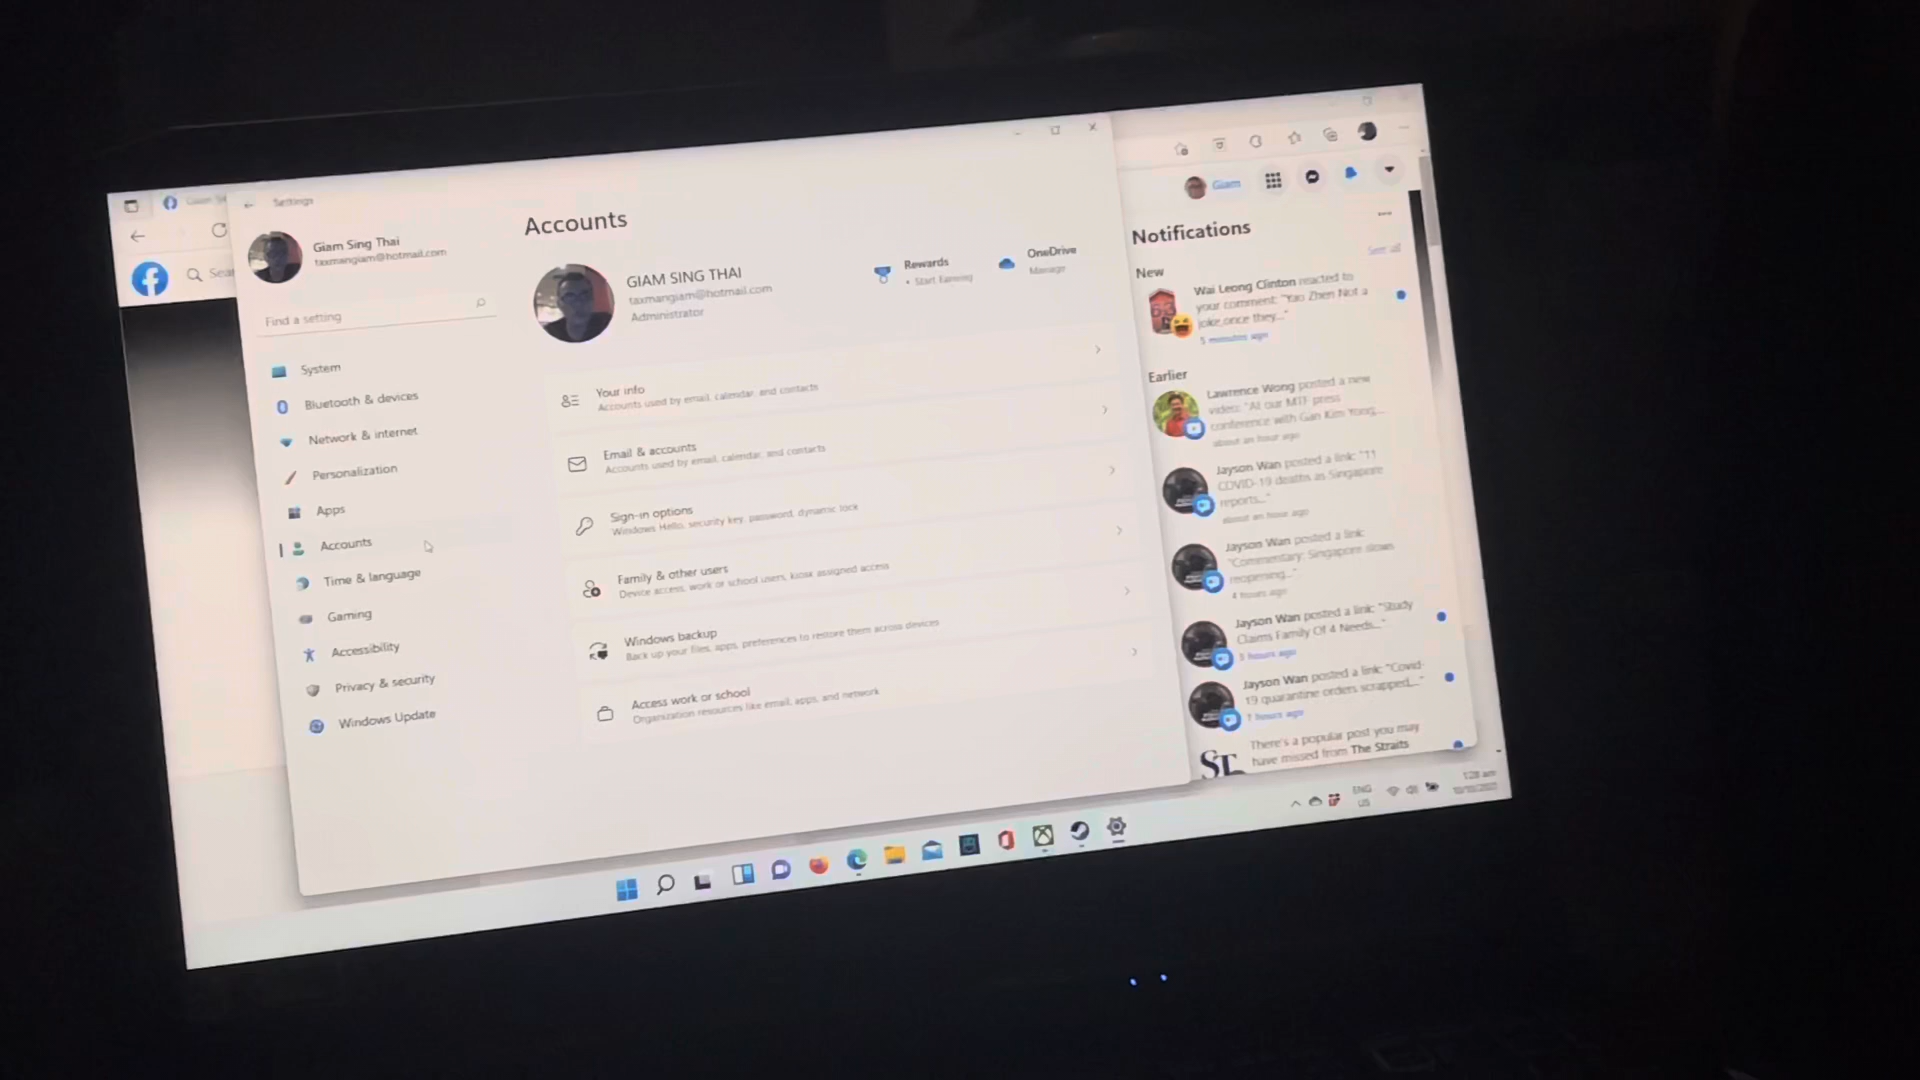 Settings
Giam Sing Thai
taxmangiam@hotmail.com
Find a setting
System
Bluetooth & devices
Network & internet
Personalization
Apps
Accounts
Time & language
Gaming
Accessibility
Privacy & security
Windows Update
Accounts
GIAM SING THAI
taxmangiam@hotmail.com
Administrator
Rewards
• Start Earning
OneDrive
Manage
Your info
Accounts used by email, calendar, and contacts
Email & accounts
Accounts used by email, calendar, and contacts
Sign-in options
Windows Hello, security key, password, dynamic lock
Family & other users
Device access, work or school users, kiosk assigned access
Windows backup
Back up your files, apps, preferences to restore them across devices
Access work or school
Organization resources like email, apps, and network
Giam
Notifications
See all
New
Wai Leong Clinton reacted to
your comment: "Yao Zhen Not a
joke,once they..."
5 minutes ago
Earlier
Lawrence Wong posted a new
video: "At our MTF press
conference with Gan Kim Yong,...
about an hour ago
Jayson Wan posted a link: "11
COVID-19 deaths as Singapore
reports..."
about an hour ago
Jayson Wan posted a link:
"Commentary: Singapore slows
reopening..."
4 hours ago
Jayson Wan posted a link: "Study
Claims Family Of 4 Needs..."
hours ago
Jayson Wan posted a link: "Covid-
19 quarantine orders scrapped,..."
7 hours ago
There's a popular post you may
have missed from The Straits
ST
ENG
US
1:28 am
10/10/2021